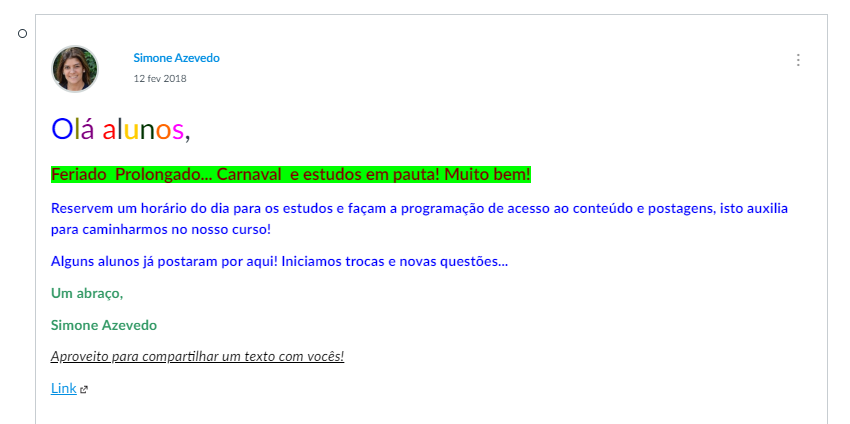 Simone Azevedo
12 fev 2018
Olá alunos,
Feriado  Prolongado... Carnaval  e estudos em pauta! Muito bem!
Reservem um horário do dia para os estudos e façam a programação de acesso ao conteúdo e postagens, isto auxilia
para caminharmos no nosso curso!
Alguns alunos já postaram por aqui! Iniciamos trocas e novas questões...
Um abraço,
Simone Azevedo
Aproveito para compartilhar um texto com vocês!
Link